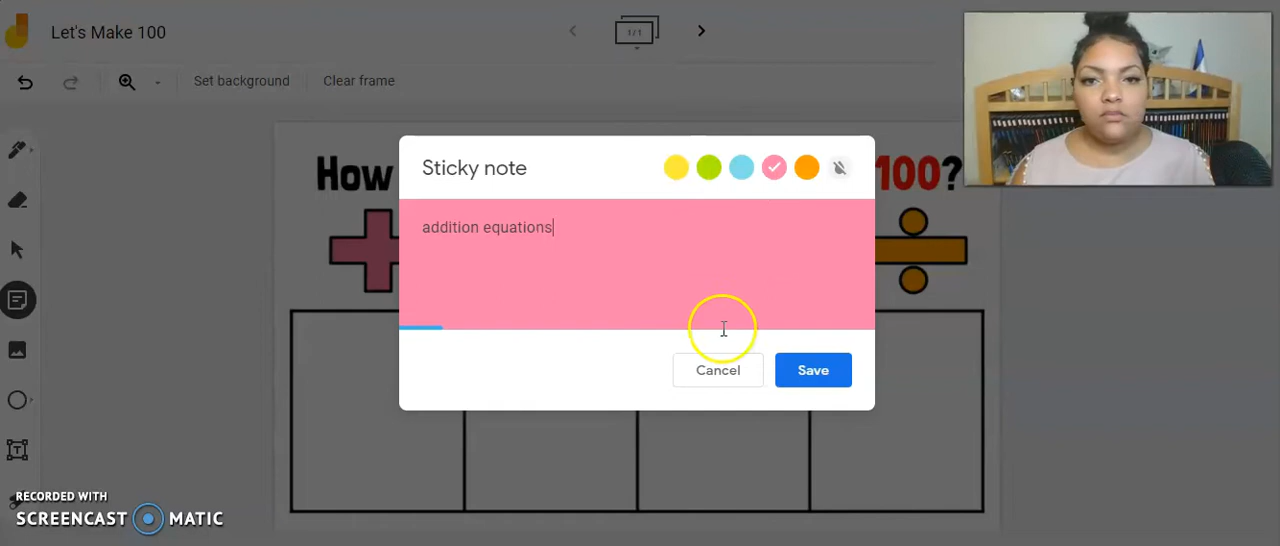 Let's Make 100
1/1
Set background
Clear frame
How
100?
Sticky note
addition equations
Cancel
Save
RECORDED WITH
SCREENCAST MATIC